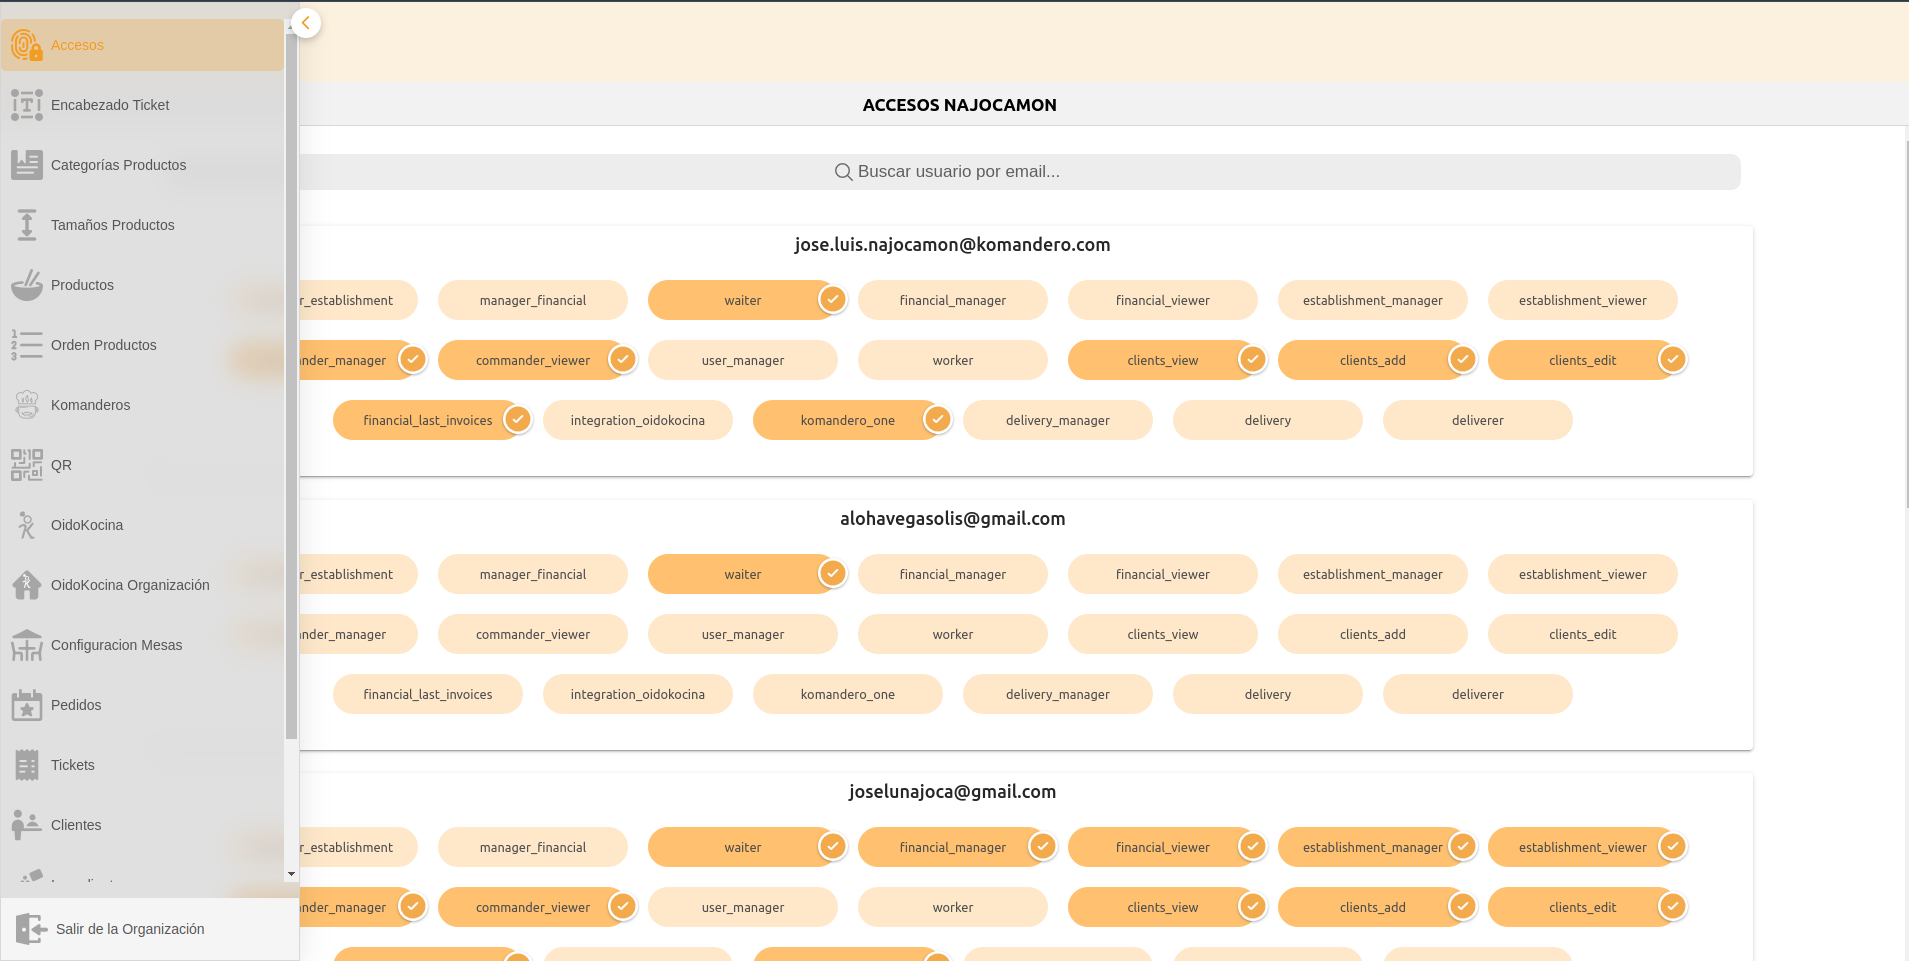 Accesos
Encabezado Ticket
Categorías Productos
Tamaños Productos
Productos
Orden Productos
Komanderos
QR
OidoKocina
OidoKocina Organización
Configuracion Mesas
Pedidos
Tickets
Clientes
Salir de la Organización
ACCESOS NAJOCAMON
Buscar usuario por email...
jose.luis.najocamon@komandero.com
r_establishment manager_financial waiter financial_manager financial_viewer establishment_manager establishment_viewer
nder_manager commander_viewer user_manager worker clients_view clients_add clients_edit
financial_last_invoices integration_oidokocina komandero_one delivery_manager delivery deliverer
alohavegasolis@gmail.com
r_establishment manager_financial waiter financial_manager financial_viewer establishment_manager establishment_viewer
nder_manager commander_viewer user_manager worker clients_view clients_add clients_edit
financial_last_invoices integration_oidokocina komandero_one delivery_manager delivery deliverer
joselunajoca@gmail.com
r_establishment manager_financial waiter financial_manager financial_viewer establishment_manager establishment_viewer
nder_manager commander_viewer user_manager worker clients_view clients_add clients_edit